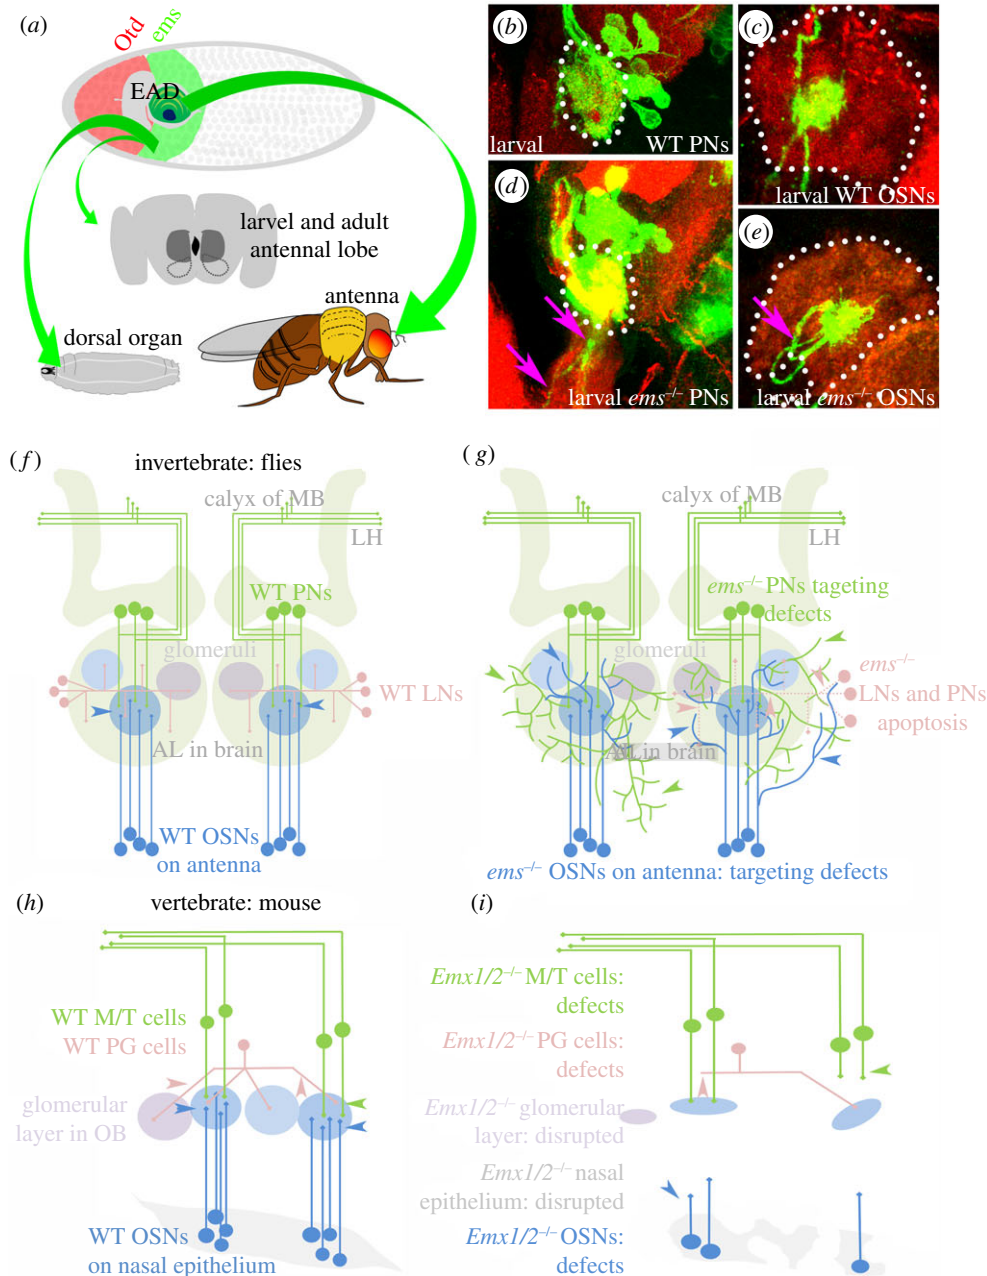 (a)
Otd
ems
EAD
larvel and adult
antennal lobe
antenna
dorsal organ
(b)
larval
WT PNs
(c)
larval WT OSNs
(d)
larval ems⁻/⁻ PNs
(e)
larval ems⁻/⁻ OSNs
(f)
invertebrate: flies
calyx of MB
LH
WT PNs
glomeruli
WT LNs
AL in brain
WT OSNs
on antenna
(g)
calyx of MB
LH
ems⁻/⁻ PNs tageting
defects
glomeruli
ems⁻/⁻
LNs and PNs
apoptosis
AL in brain
ems⁻/⁻ OSNs on antenna: targeting defects
(h)
vertebrate: mouse
WT M/T cells
WT PG cells
glomerular
layer in OB
WT OSNs
on nasal epithelium
(i)
Emx1/2⁻/⁻ M/T cells:
defects
Emx1/2⁻/⁻ PG cells:
defects
Emx1/2⁻/⁻ glomerular
layer: disrupted
Emx1/2⁻/⁻ nasal
epithelium: disrupted
Emx1/2⁻/⁻ OSNs:
defects